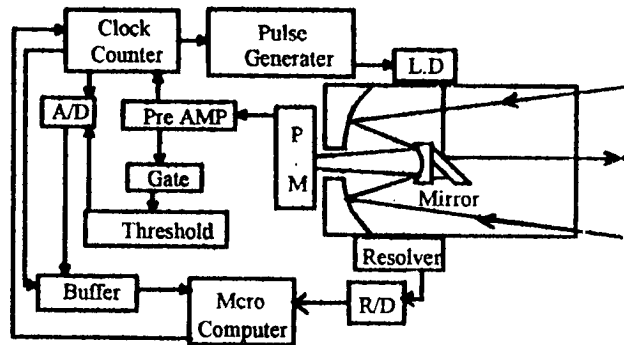 Clock
Counter
Pulse
Generater
L.D
A/D
Pre AMP
P
M
Gate
Mirror
Threshold
Resolver
Buffer
Mcro
Computer
R/D